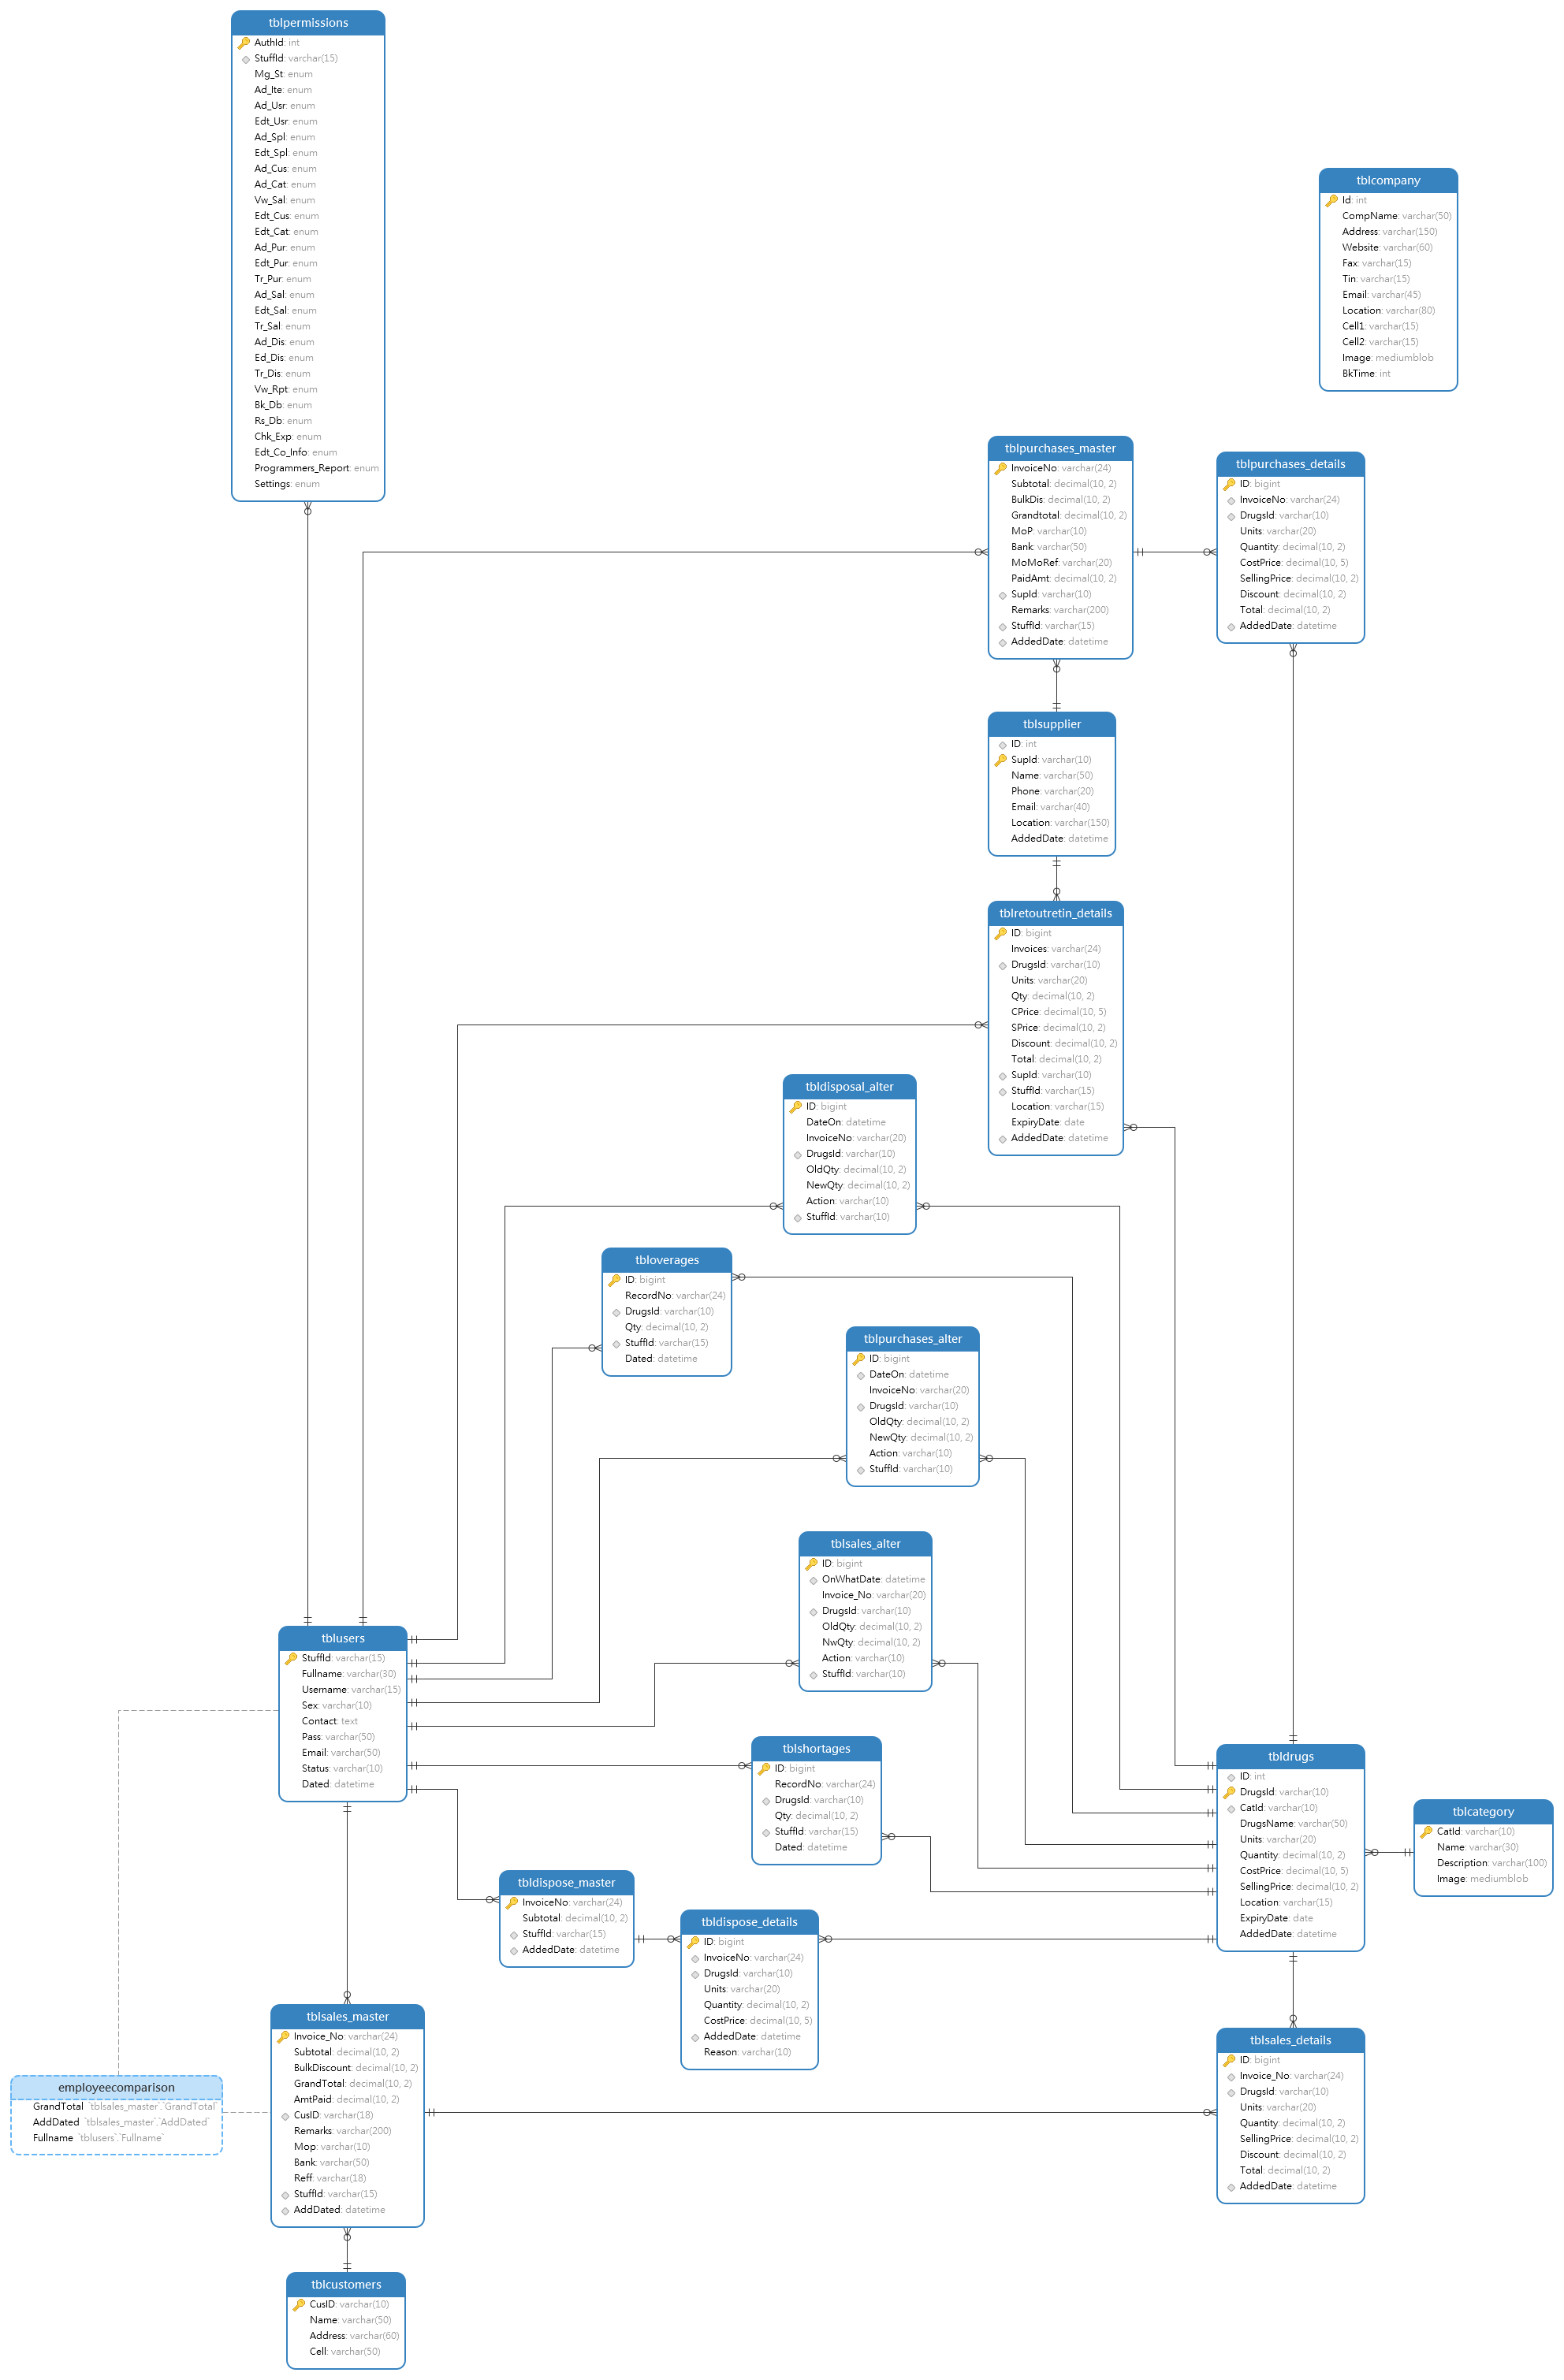 tblpermissions
AuthId: int
StuffId: varchar(15)
Mg_St: enum
Ad_Ite: enum
Ad_Usr: enum
Edt_Usr: enum
Ad_Spl: enum
Edt_Spl: enum
Ad_Cus: enum
Ad_Cat: enum
Vw_Sal: enum
Edt_Cus: enum
Edt_Cat: enum
Ad_Pur: enum
Edt_Pur: enum
Tr_Pur: enum
Ad_Sal: enum
Edt_Sal: enum
Tr_Sal: enum
Ad_Dis: enum
Ed_Dis: enum
Tr_Dis: enum
Vw_Rpt: enum
Bk_Db: enum
Rs_Db: enum
Chk_Exp: enum
Edt_Co_Info: enum
Programmers_Report: enum
Settings: enum
tblcompany
Id: int
CompName: varchar(50)
Address: varchar(150)
Website: varchar(60)
Fax: varchar(15)
Tin: varchar(15)
Email: varchar(45)
Location: varchar(80)
Cell1: varchar(15)
Cell2: varchar(15)
Image: mediumblob
BkTime: int
tblpurchases_master
InvoiceNo: varchar(24)
Subtotal: decimal(10, 2)
BulkDis: decimal(10, 2)
Grandtotal: decimal(10, 2)
MoP: varchar(10)
Bank: varchar(50)
MoMoRef: varchar(20)
PaidAmt: decimal(10, 2)
SupId: varchar(10)
Remarks: varchar(200)
StuffId: varchar(15)
AddedDate: datetime
tblpurchases_details
ID: bigint
InvoiceNo: varchar(24)
DrugsId: varchar(10)
Units: varchar(20)
Quantity: decimal(10, 2)
CostPrice: decimal(10, 5)
SellingPrice: decimal(10, 2)
Discount: decimal(10, 2)
Total: decimal(10, 2)
AddedDate: datetime
tblsupplier
ID: int
SupId: varchar(10)
Name: varchar(50)
Phone: varchar(20)
Email: varchar(40)
Location: varchar(150)
AddedDate: datetime
tblretoutretin_details
ID: bigint
Invoices: varchar(24)
DrugsId: varchar(10)
Units: varchar(20)
Qty: decimal(10, 2)
CPrice: decimal(10, 5)
SPrice: decimal(10, 2)
Discount: decimal(10, 2)
Total: decimal(10, 2)
SupId: varchar(10)
StuffId: varchar(15)
Location: varchar(15)
ExpiryDate: date
AddedDate: datetime
tbldisposal_alter
ID: bigint
DateOn: datetime
InvoiceNo: varchar(20)
DrugsId: varchar(10)
OldQty: decimal(10, 2)
NewQty: decimal(10, 2)
Action: varchar(10)
StuffId: varchar(10)
tbloverages
ID: bigint
RecordNo: varchar(24)
DrugsId: varchar(10)
Qty: decimal(10, 2)
StuffId: varchar(15)
Dated: datetime
tblpurchases_alter
ID: bigint
DateOn: datetime
InvoiceNo: varchar(20)
DrugsId: varchar(10)
OldQty: decimal(10, 2)
NewQty: decimal(10, 2)
Action: varchar(10)
StuffId: varchar(10)
tblsales_alter
ID: bigint
OnWhatDate: datetime
Invoice_No: varchar(20)
DrugsId: varchar(10)
OldQty: decimal(10, 2)
NwQty: decimal(10, 2)
Action: varchar(10)
StuffId: varchar(10)
tblusers
StuffId: varchar(15)
Fullname: varchar(30)
Username: varchar(15)
Sex: varchar(10)
Contact: text
Pass: varchar(50)
Email: varchar(50)
Status: varchar(10)
Dated: datetime
tblshortages
ID: bigint
RecordNo: varchar(24)
DrugsId: varchar(10)
Qty: decimal(10, 2)
StuffId: varchar(15)
Dated: datetime
tbldrugs
ID: int
DrugsId: varchar(10)
CatId: varchar(10)
DrugsName: varchar(50)
Units: varchar(20)
Quantity: decimal(10, 2)
CostPrice: decimal(10, 5)
SellingPrice: decimal(10, 2)
Location: varchar(15)
ExpiryDate: date
AddedDate: datetime
tblcategory
CatId: varchar(10)
Name: varchar(30)
Description: varchar(100)
Image: mediumblob
tbldispose_master
InvoiceNo: varchar(24)
Subtotal: decimal(10, 2)
StuffId: varchar(15)
AddedDate: datetime
tbldispose_details
ID: bigint
InvoiceNo: varchar(24)
DrugsId: varchar(10)
Units: varchar(20)
Quantity: decimal(10, 2)
CostPrice: decimal(10, 5)
AddedDate: datetime
Reason: varchar(10)
tblsales_master
Invoice_No: varchar(24)
Subtotal: decimal(10, 2)
BulkDiscount: decimal(10, 2)
GrandTotal: decimal(10, 2)
AmtPaid: decimal(10, 2)
CusID: varchar(18)
Remarks: varchar(200)
Mop: varchar(10)
Bank: varchar(50)
Reff: varchar(18)
StuffId: varchar(15)
AddDated: datetime
tblsales_details
ID: bigint
Invoice_No: varchar(24)
DrugsId: varchar(10)
Units: varchar(20)
Quantity: decimal(10, 2)
SellingPrice: decimal(10, 2)
Discount: decimal(10, 2)
Total: decimal(10, 2)
AddedDate: datetime
employeecomparison
GrandTotal `tblsales_master`.`GrandTotal`
AddDated `tblsales_master`.`AddDated`
Fullname `tblusers`.`Fullname`
tblcustomers
CusID: varchar(10)
Name: varchar(50)
Address: varchar(60)
Cell: varchar(50)